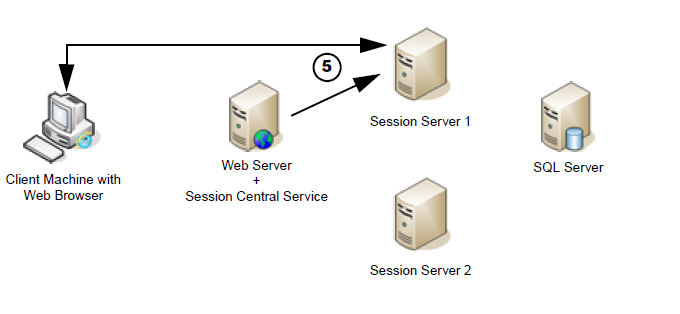 5
Session Server 1
Client Machine with
Web Browser
Web Server
+
Session Central Service
SQL Server
Session Server 2